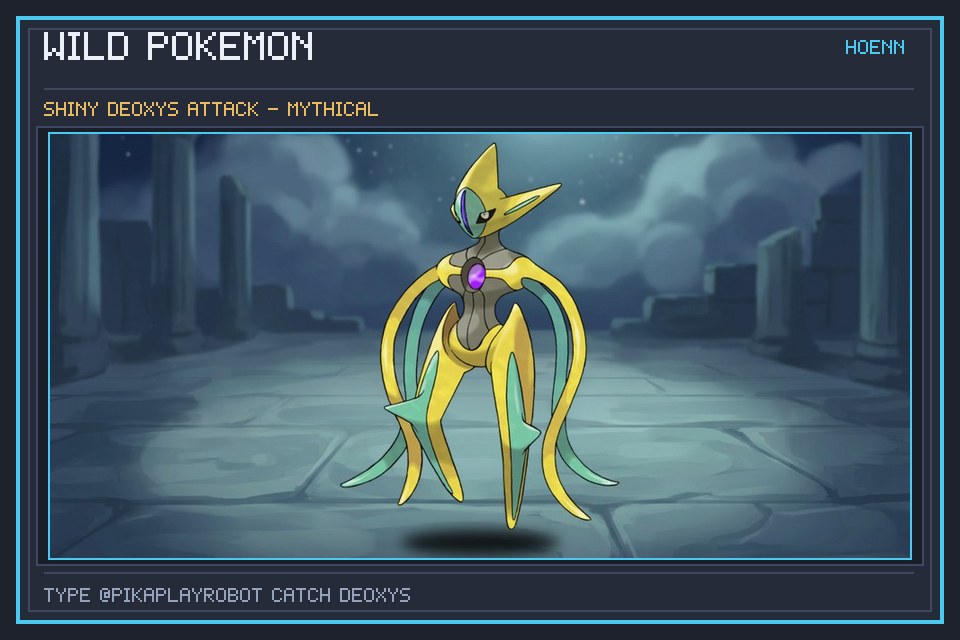 WILD POKEMON
HOENN
SHINY DEOXYS ATTACK - MYTHICAL
TYPE @PIKAPLAYROBOT CATCH DEOXYS